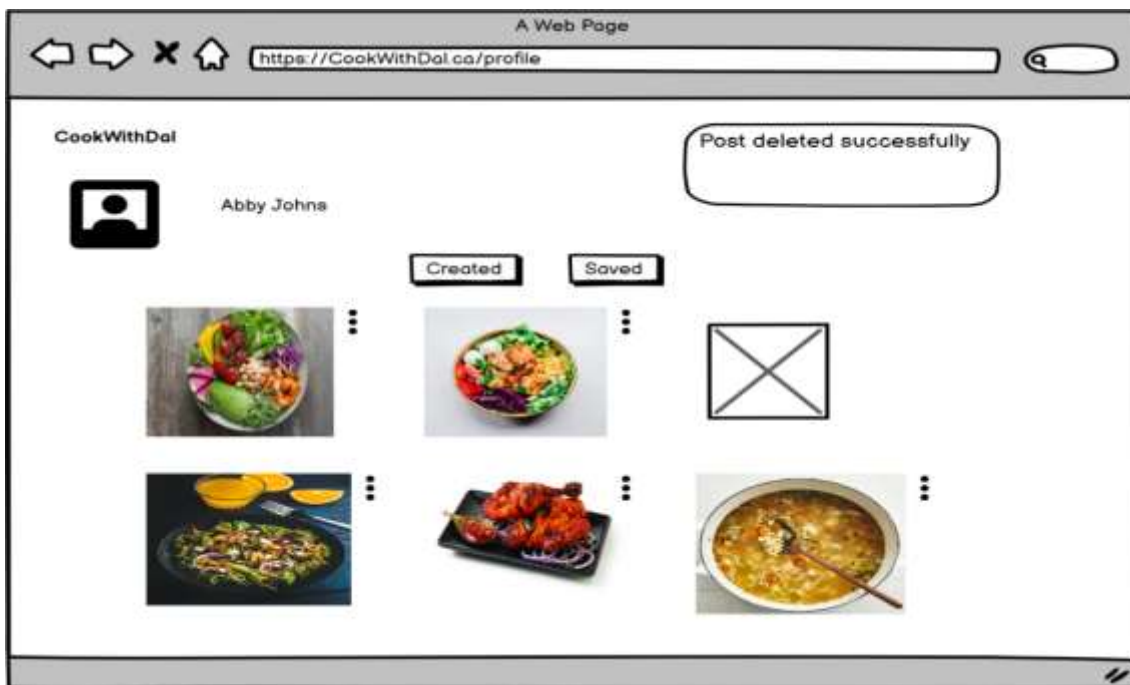 A Web Page
https://CookWithDal.ca/profile
CookWithDal
Post deleted successfully
Abby Johns
Created
Saved